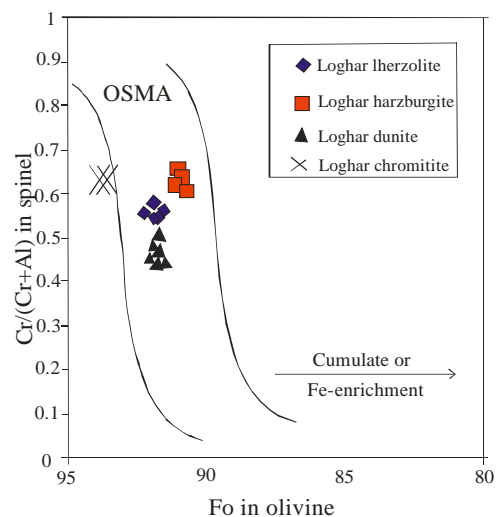 1
0.9
0.8
0.7
0.6
0.5
0.4
0.3
0.2
0.1
0
Cr/(Cr+Al) in spinel
OSMA
Loghar lherzolite
Loghar harzburgite
Loghar dunite
Loghar chromitite
Cumulate or
Fe-enrichment
95
90
85
80
Fo in olivine